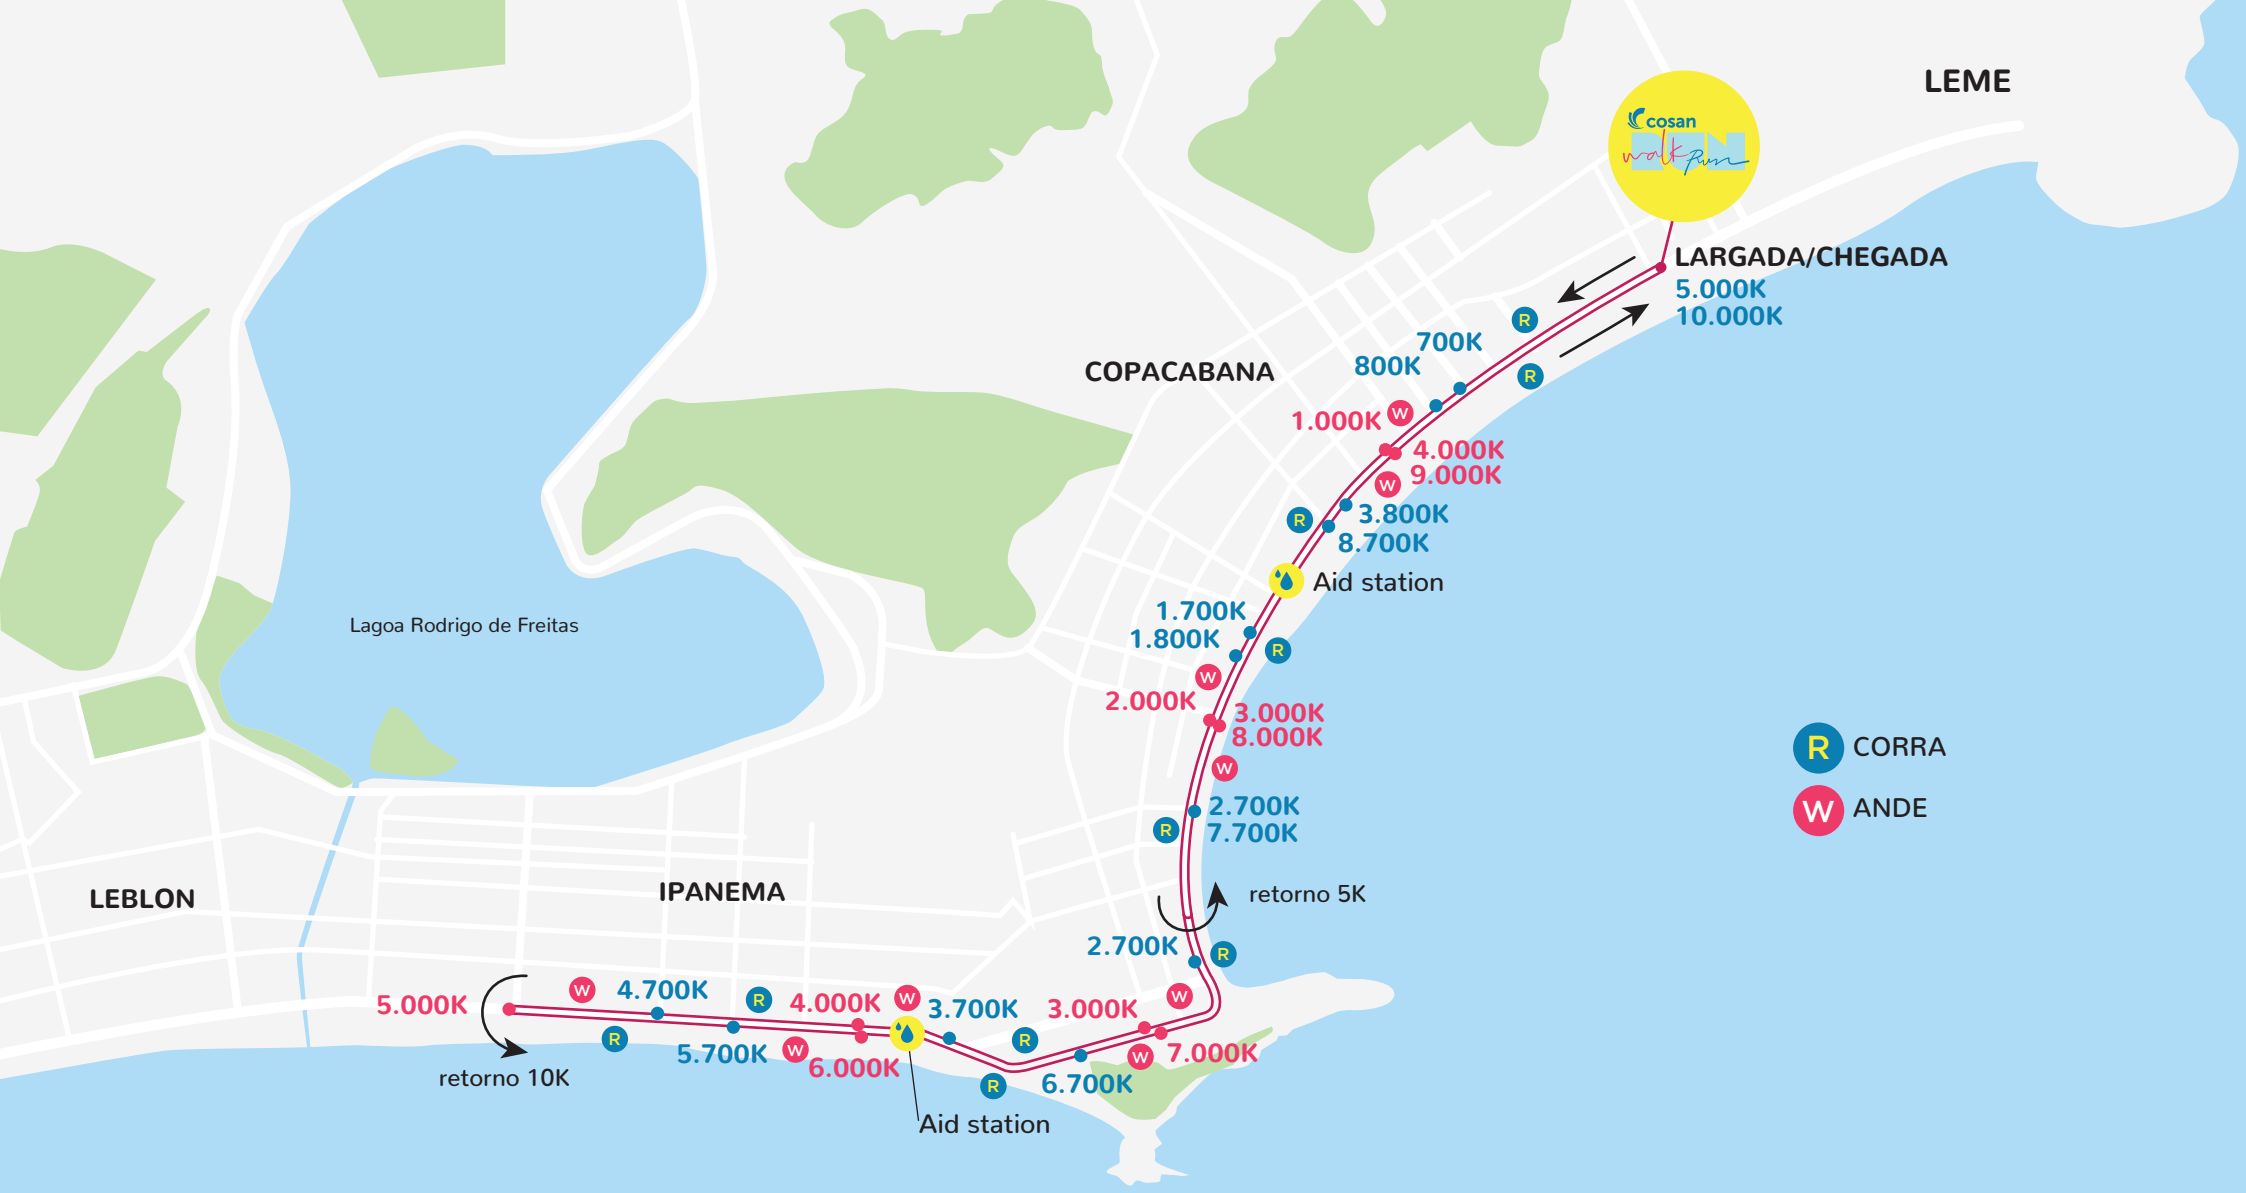 LEME
cosan
walk Run
LARGADA/CHEGADA
5.000K
10.000K
R
700K
800K
R
COPACABANA
1.000K
W
4.000K
9.000K
W
R
3.800K
8.700K
Aid station
1.700K
1.800K
R
Lagoa Rodrigo de Freitas
W
2.000K
3.000K
8.000K
W
R
CORRA
W
ANDE
2.700K
7.700K
R
LEBLON
IPANEMA
retorno 5K
2.700K
R
5.000K
W
4.700K
R
4.000K
W
3.700K
3.000K
W
R
5.700K
W
6.000K
R
W
7.000K
retorno 10K
R
6.700K
Aid station